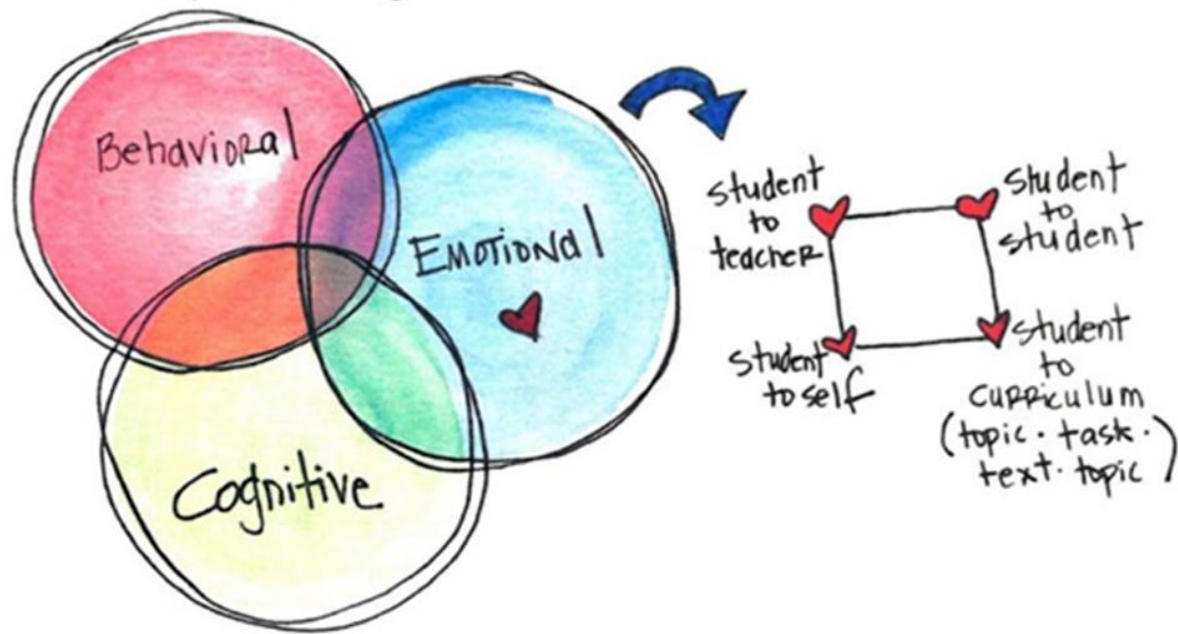 Behavioral
Emotional
Cognitive
student
to
teacher
student
to
student
student
to self
student
to
curriculum
(topic · task ·
text · topic)